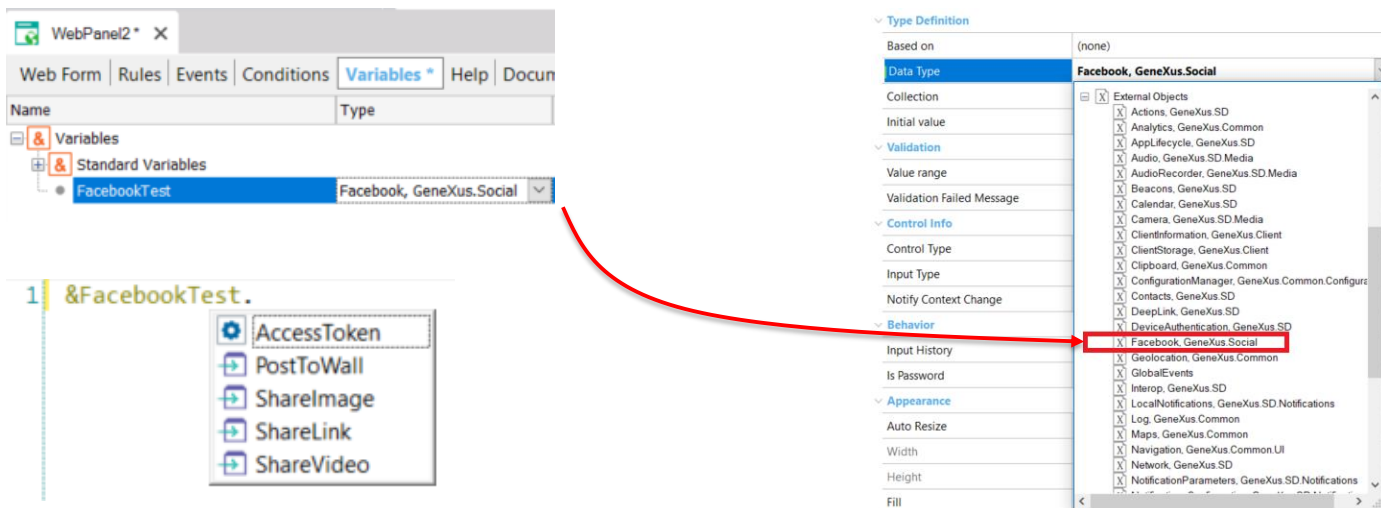 WebPanel2 * X
Web Form Rules Events Conditions Variables * Help Docum
Name Type
Variables
Standard Variables
FacebookTest Facebook, GeneXus.Social
1 &FacebookTest.
AccessToken
PostToWall
ShareImage
ShareLink
ShareVideo
Type Definition
Based on (none)
Data Type Facebook, GeneXus.Social
Collection
Initial value
Validation
Value range
Validation Failed Message
Control Info
Control Type
Input Type
Notify Context Change
Behavior
Input History
Is Password
Appearance
Auto Resize
Width
Height
Fill
External Objects
Actions, GeneXus.SD
Analytics, GeneXus.Common
AppLifecycle, GeneXus.SD
Audio, GeneXus.SD.Media
AudioRecorder, GeneXus.SD.Media
Beacons, GeneXus.SD
Calendar, GeneXus.SD
Camera, GeneXus.SD.Media
ClientInformation, GeneXus.Client
ClientStorage, GeneXus.Client
Clipboard, GeneXus.Common
ConfigurationManager, GeneXus.Common.Configura
Contacts, GeneXus.SD
DeepLink, GeneXus.SD
DeviceAuthentication, GeneXus.SD
Facebook, GeneXus.Social
Geolocation, GeneXus.Common
GlobalEvents
Interop, GeneXus.SD
LocalNotifications, GeneXus.SD.Notifications
Log, GeneXus.Common
Maps, GeneXus.Common
Navigation, GeneXus.Common.UI
Network, GeneXus.SD
NotificationParameters, GeneXus.SD.Notifications